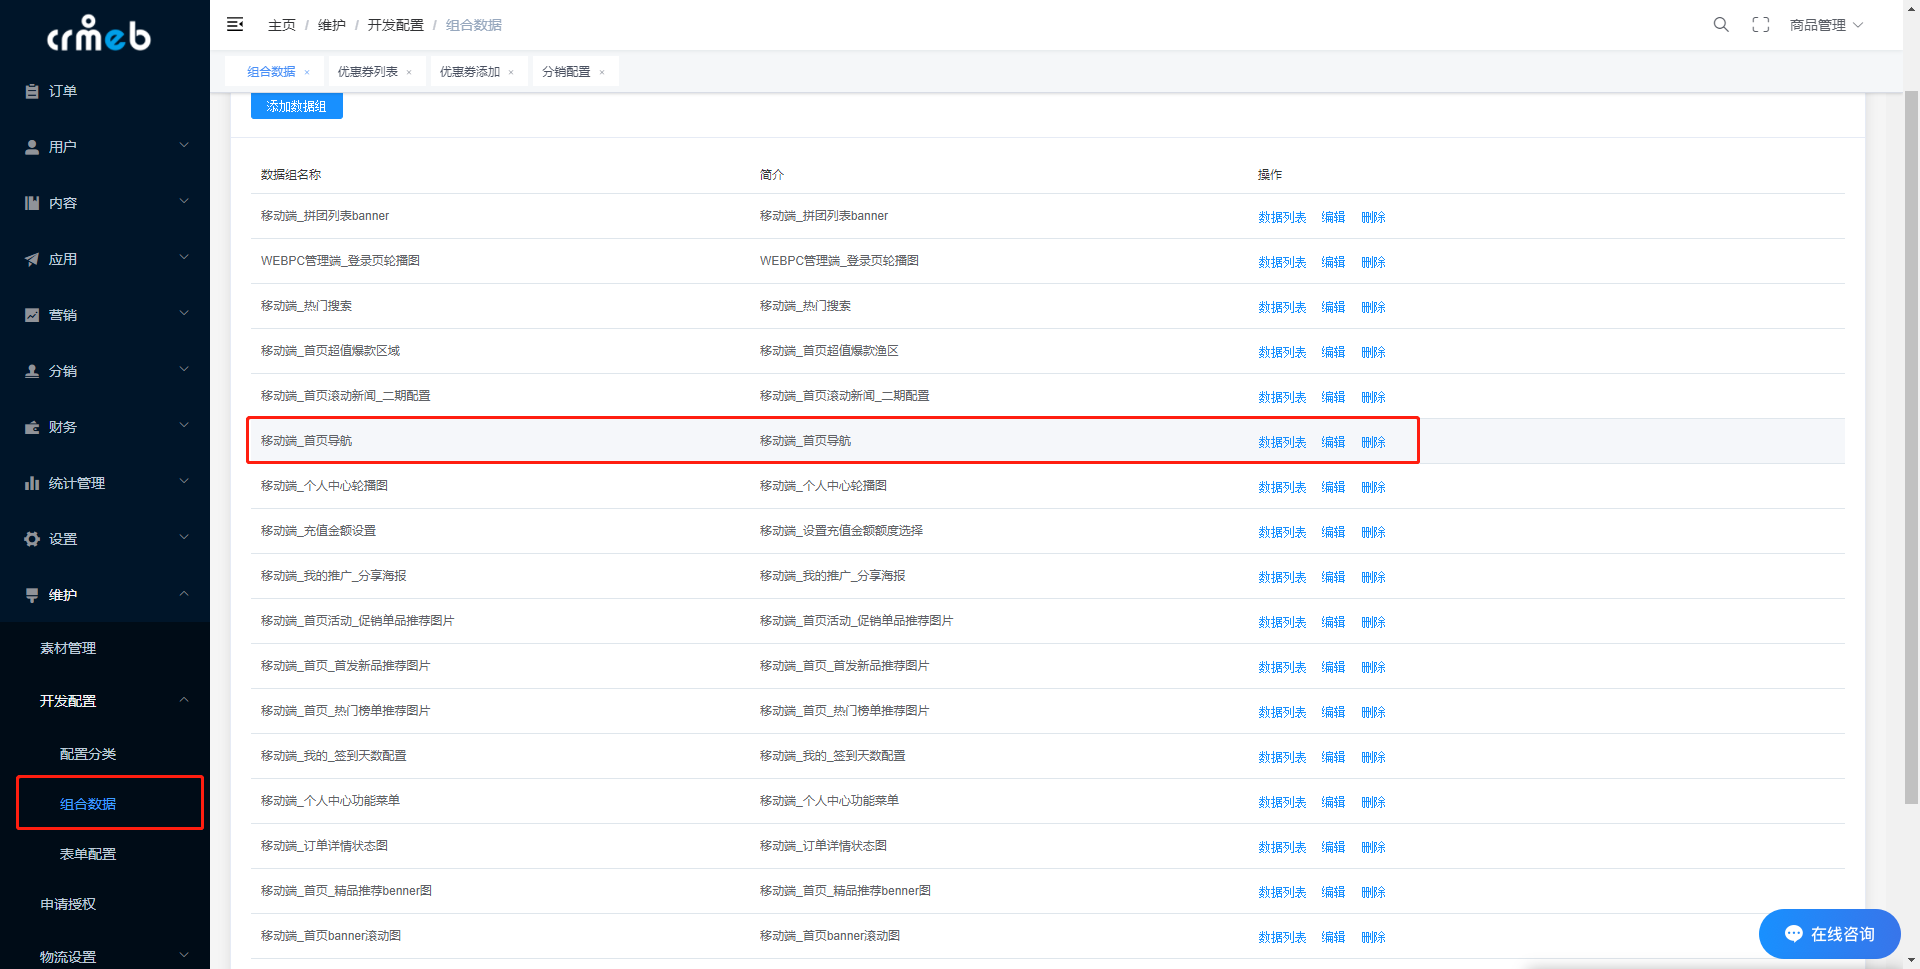 crmeb
主页 / 维护 / 开发配置 / 组合数据
商品管理
组合数据 ×
优惠券列表 ×
优惠券添加 ×
分销配置 ×
订单
用户
内容
应用
营销
分销
财务
统计管理
设置
维护
素材管理
开发配置
配置分类
组合数据
表单配置
申请授权
物流设置
添加数据组
数据组名称 简介 操作
移动端_拼团列表banner 移动端_拼团列表banner 数据列表 编辑 删除
WEBPC管理端_登录页轮播图 WEBPC管理端_登录页轮播图 数据列表 编辑 删除
移动端_热门搜索 移动端_热门搜索 数据列表 编辑 删除
移动端_首页超值爆款区域 移动端_首页超值爆款渔区 数据列表 编辑 删除
移动端_首页滚动新闻_二期配置 移动端_首页滚动新闻_二期配置 数据列表 编辑 删除
移动端_首页导航 移动端_首页导航 数据列表 编辑 删除
移动端_个人中心轮播图 移动端_个人中心轮播图 数据列表 编辑 删除
移动端_充值金额设置 移动端_设置充值金额额度选择 数据列表 编辑 删除
移动端_我的推广_分享海报 移动端_我的推广_分享海报 数据列表 编辑 删除
移动端_首页活动_促销单品推荐图片 移动端_首页活动_促销单品推荐图片 数据列表 编辑 删除
移动端_首页_首发新品推荐图片 移动端_首页_首发新品推荐图片 数据列表 编辑 删除
移动端_首页_热门榜单推荐图片 移动端_首页_热门榜单推荐图片 数据列表 编辑 删除
移动端_我的_签到天数配置 移动端_我的_签到天数配置 数据列表 编辑 删除
移动端_个人中心功能菜单 移动端_个人中心功能菜单 数据列表 编辑 删除
移动端_订单详情状态图 移动端_订单详情状态图 数据列表 编辑 删除
移动端_首页_精品推荐benner图 移动端_首页_精品推荐benner图 数据列表 编辑 删除
移动端_首页banner滚动图 移动端_首页banner滚动图 数据列表 编辑 删除
在线咨询